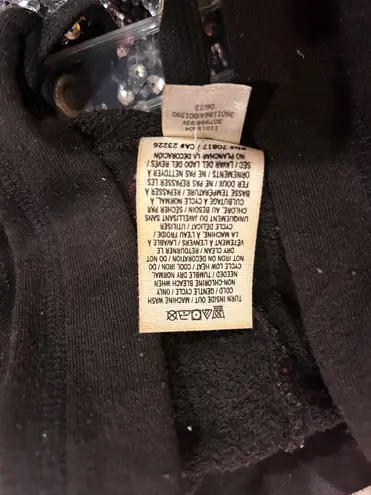 TURN INSIDE OUT / MACHINE WASH
COLD / GENTLE CYCLE / ONLY
NON-CHLORINE BLEACH WHEN
NEEDED / TUMBLE DRY NORMAL
CYCLE LOW HEAT / COOL IRON / DO
NOT IRON DECORATION / DO NOT
DRY CLEAN / RETOURNER LE
VÊTEMENT À L'ENVERS / LAVABLE À
LA MACHINE, À L'EAU FROIDE /
CYCLE DÉLICAT / UTILISER
UNIQUEMENT DU JAVELLISANT SANS
CHLORE, AU BESOIN / SÉCHER PAR
CULBUTAGE À CYCLE NORMAL, À
BASSE TEMPÉRATURE / REPASSER À
FER DOUX / NE PAS REPASSER LES
ORNEMENTS / NE PAS NETTOYER À
SEC / LAVAR DEL LADO DEL REVÉS /
NO PLANCHAR LA DECORACIÓN
RN# 70817 / CA# 23226
36011864/001390
06/13